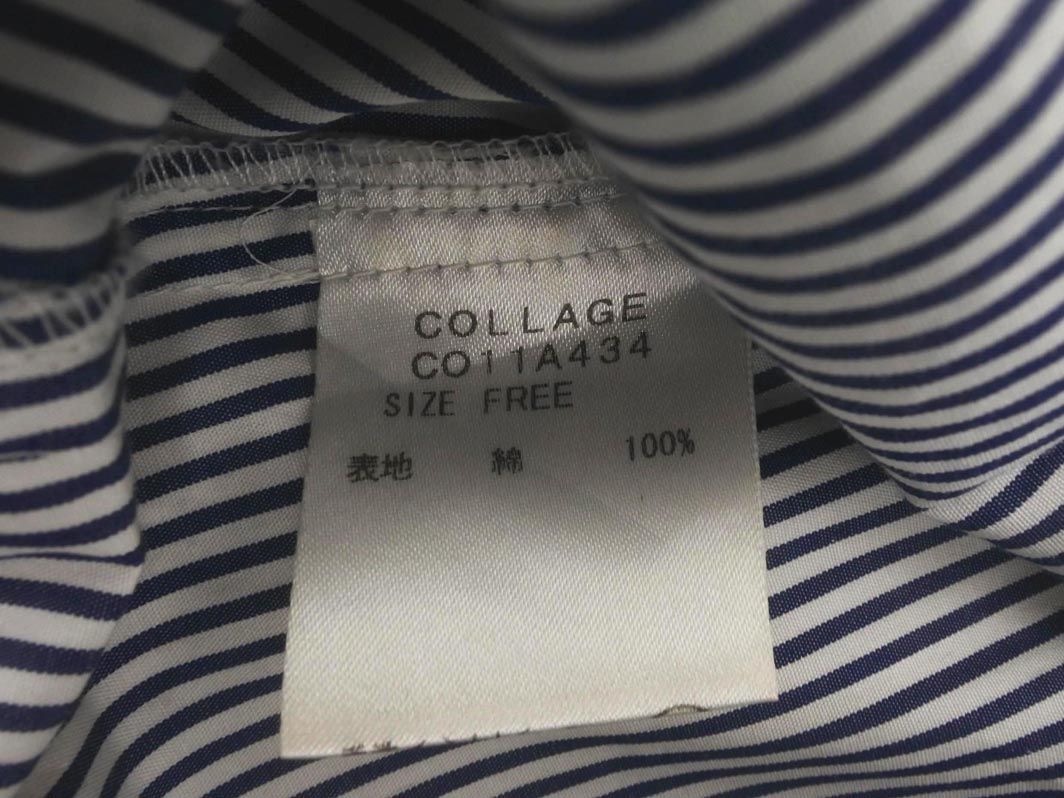 COLLAGE
CO11A434
SIZE FREE
表地 綿 100%